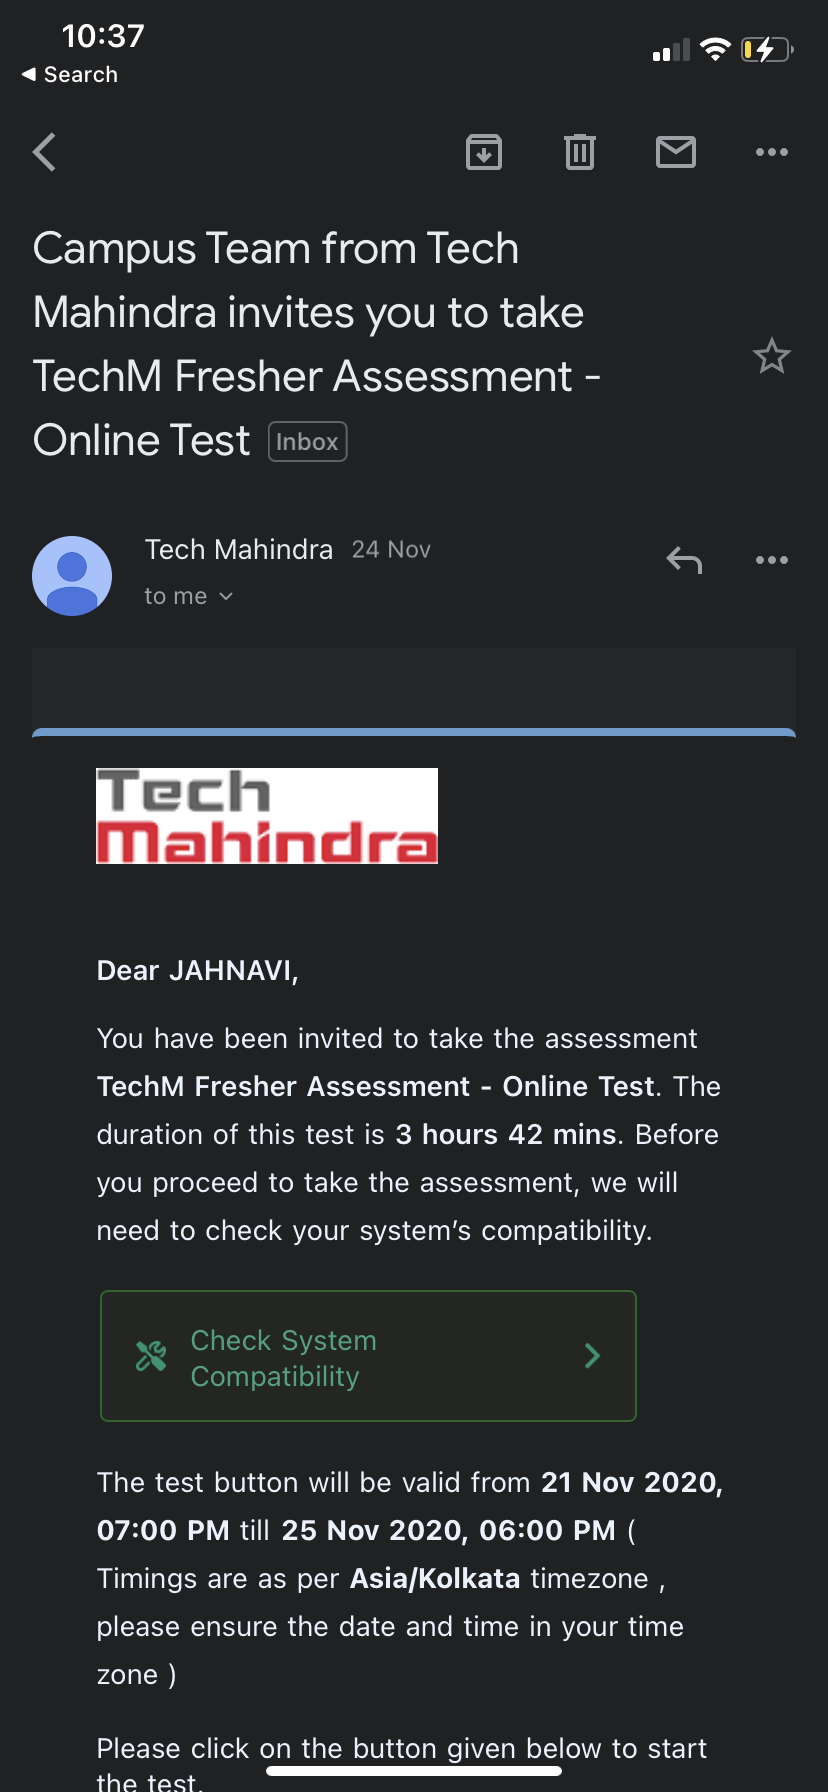 10:37
Search
Campus Team from Tech
Mahindra invites you to take
TechM Fresher Assessment -
Online Test Inbox
Tech Mahindra 24 Nov
to me
Tech
Mahindra
Dear JAHNAVI,
You have been invited to take the assessment
TechM Fresher Assessment - Online Test. The
duration of this test is 3 hours 42 mins. Before
you proceed to take the assessment, we will
need to check your system's compatibility.
Check System
Compatibility
The test button will be valid from 21 Nov 2020,
07:00 PM till 25 Nov 2020, 06:00 PM (
Timings are as per Asia/Kolkata timezone ,
please ensure the date and time in your time
zone )
Please click on the button given below to start
the test.